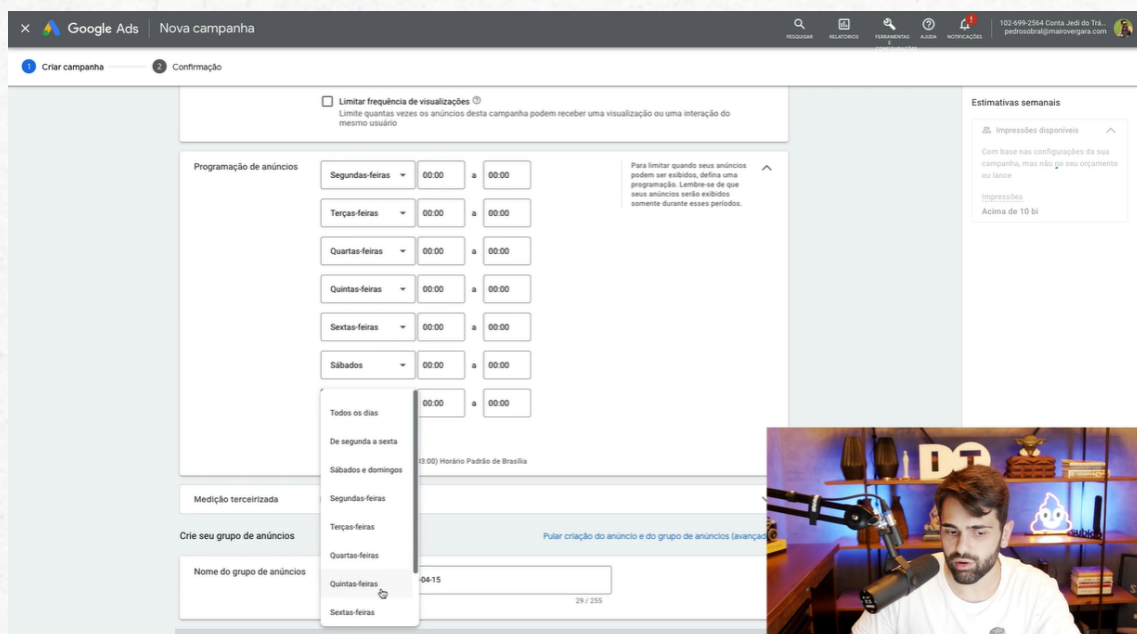 Google Ads Nova campanha
PESQUISAR RELATÓRIOS FERRAMENTAS E AJUDA NOTIFICAÇÕES
102-699-2564 Conta Jedi do Trá...
pedrosobral@mairovergara.com
1 Criar campanha 2 Confirmação
Limitar frequência de visualizações
Limite quantas vezes os anúncios desta campanha podem receber uma visualização ou uma interação do
mesmo usuário
Estimativas semanais
Impressões disponíveis
Com base nas configurações da sua
campanha, mas não no seu orçamento
ou lance
Impressões
Acima de 10 bi
Programação de anúncios
Segundas-feiras 00:00 a 00:00
Terças-feiras 00:00 a 00:00
Quartas-feiras 00:00 a 00:00
Quintas-feiras 00:00 a 00:00
Sextas-feiras 00:00 a 00:00
Sábados 00:00 a 00:00
00:00 a 00:00
Para limitar quando seus anúncios
podem ser exibidos, defina uma
programação. Lembre-se de que
seus anúncios serão exibidos
somente durante esses períodos.
Todos os dias
De segunda a sexta
Sábados e domingos
Segundas-feiras
Terças-feiras
Quartas-feiras
Quintas-feiras
Sextas-feiras
03:00) Horário Padrão de Brasília
Medição terceirizada
Crie seu grupo de anúncios
Pular criação do anúncio e do grupo de anúncios (avançad
Nome do grupo de anúncios
-04-15
29 / 255
DT